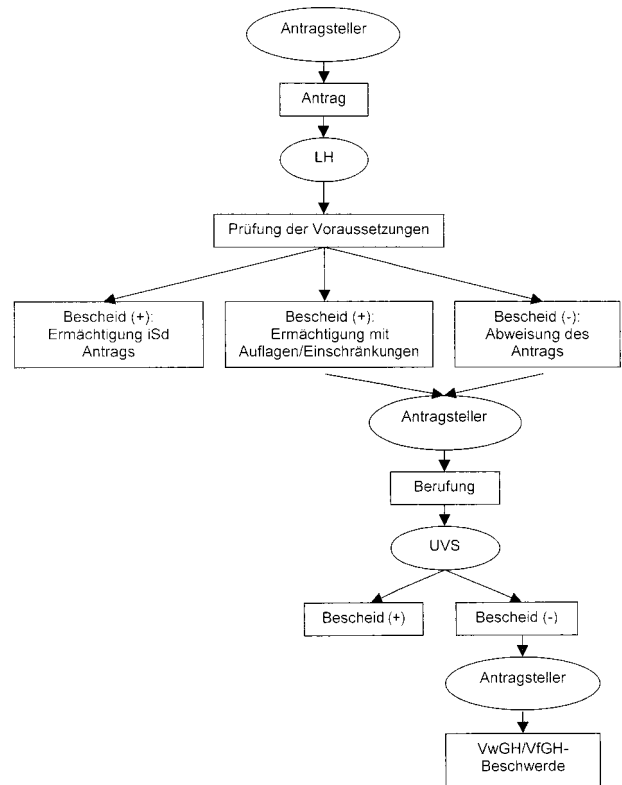 Antragsteller
Antrag
LH
Prüfung der Voraussetzungen
Bescheid (+):
Ermächtigung iSd
Antrags
Bescheid (+):
Ermächtigung mit
Auflagen/Einschränkungen
Bescheid (-):
Abweisung des
Antrags
Antragsteller
Berufung
UVS
Bescheid (+)
Bescheid (-)
Antragsteller
VwGH/VfGH-
Beschwerde